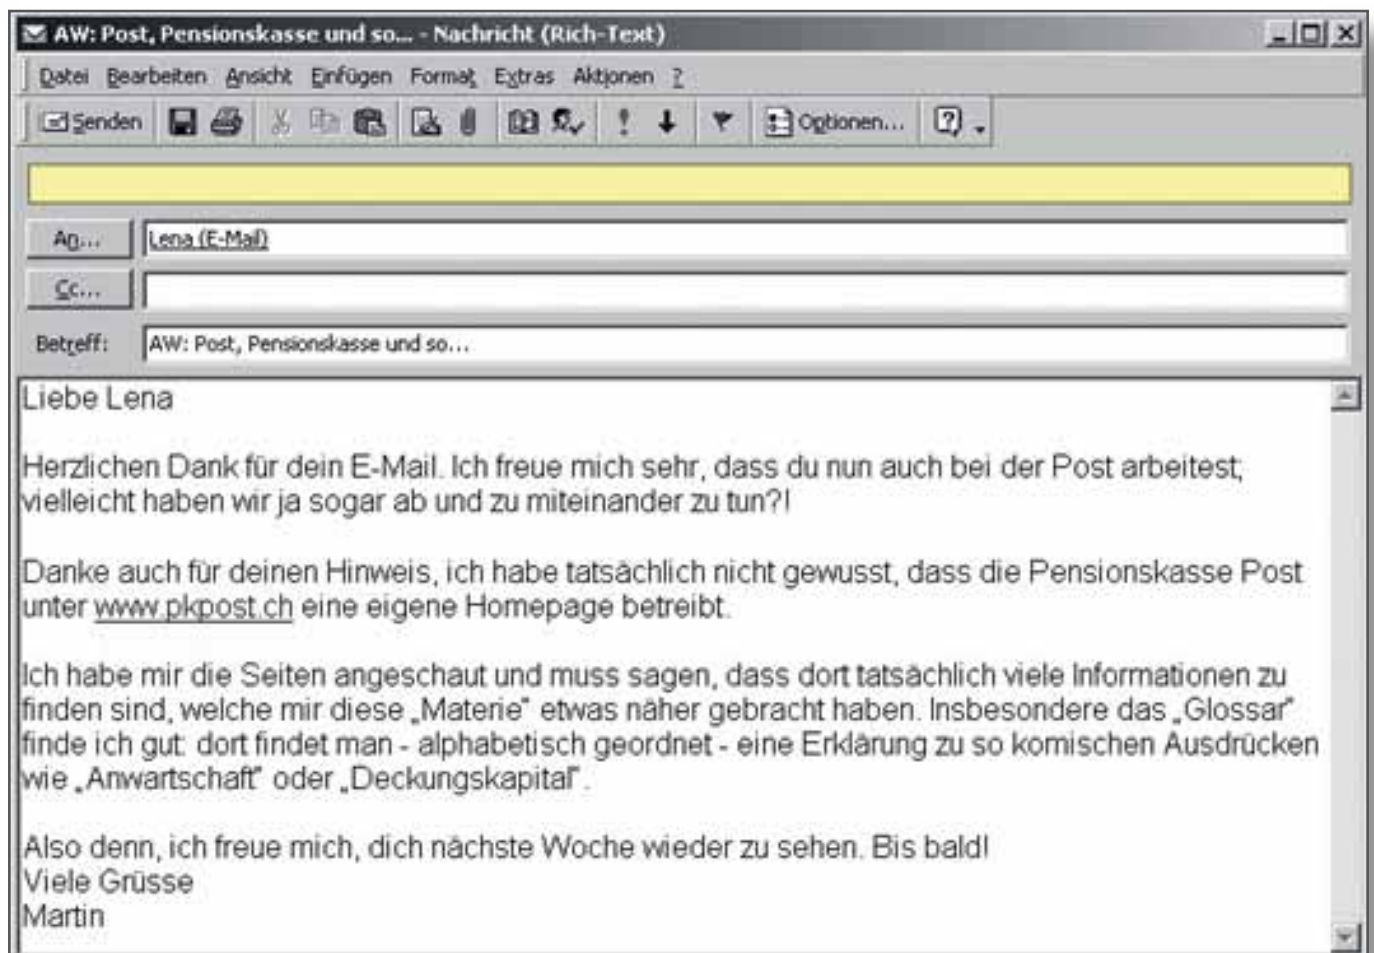 AW: Post, Pensionskasse und so... - Nachricht (Rich-Text)
Datei Bearbeiten Ansicht Einfügen Format Extras Aktionen ?
Senden Optionen...
An... Lena (E-Mail)
Cc...
Betreff: AW: Post, Pensionskasse und so...
Liebe Lena
Herzlichen Dank für dein E-Mail. Ich freue mich sehr, dass du nun auch bei der Post arbeitest;
vielleicht haben wir ja sogar ab und zu miteinander zu tun?!
Danke auch für deinen Hinweis, ich habe tatsächlich nicht gewusst, dass die Pensionskasse Post
unter www.pkpost.ch eine eigene Homepage betreibt.
Ich habe mir die Seiten angeschaut und muss sagen, dass dort tatsächlich viele Informationen zu
finden sind, welche mir diese „Materie" etwas näher gebracht haben. Insbesondere das „Glossar"
finde ich gut: dort findet man - alphabetisch geordnet - eine Erklärung zu so komischen Ausdrücken
wie „Anwartschaft" oder „Deckungskapital".
Also denn, ich freue mich, dich nächste Woche wieder zu sehen. Bis bald!
Viele Grüsse
Martin